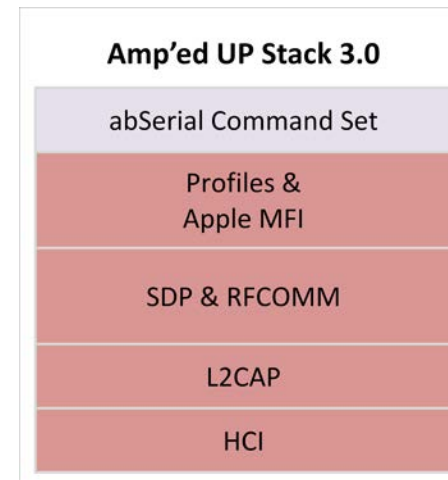 Amp’ed UP Stack 3.0
abSerial Command Set
Profiles &
Apple MFI
SDP & RFCOMM
L2CAP
HCI